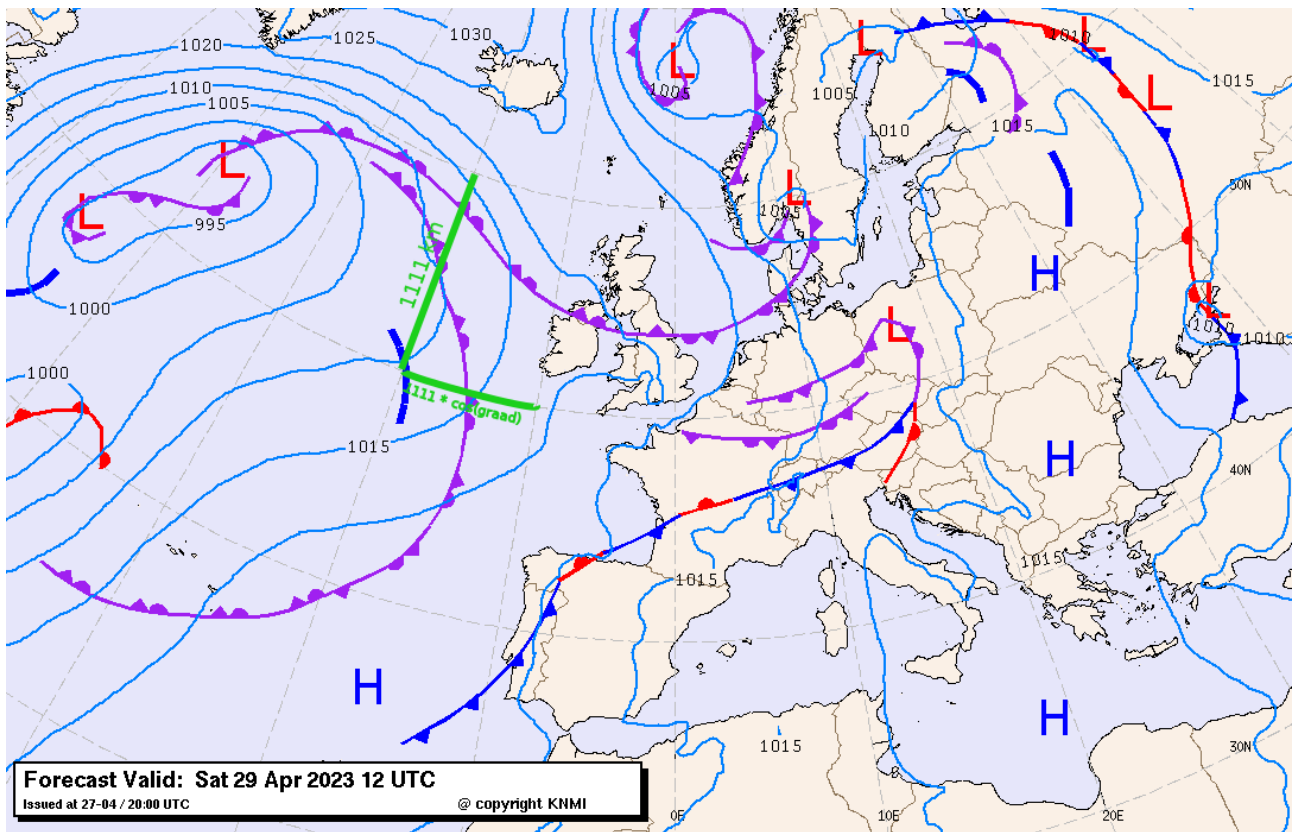 1020
1025
1030
L
L
1010
1015
1010
1005
1005
L
1005
1010
1015
L
L
995
1005
L
50N
1111 km
H
1000
L
1010
L
1010
1000
1111 * cos(graad)
1015
H
40N
1015
1015
H
H
1015
30N
0E
10E
20E
Forecast Valid: Sat 29 Apr 2023 12 UTC
Issued at 27-04 / 20:00 UTC
@ copyright KNMI